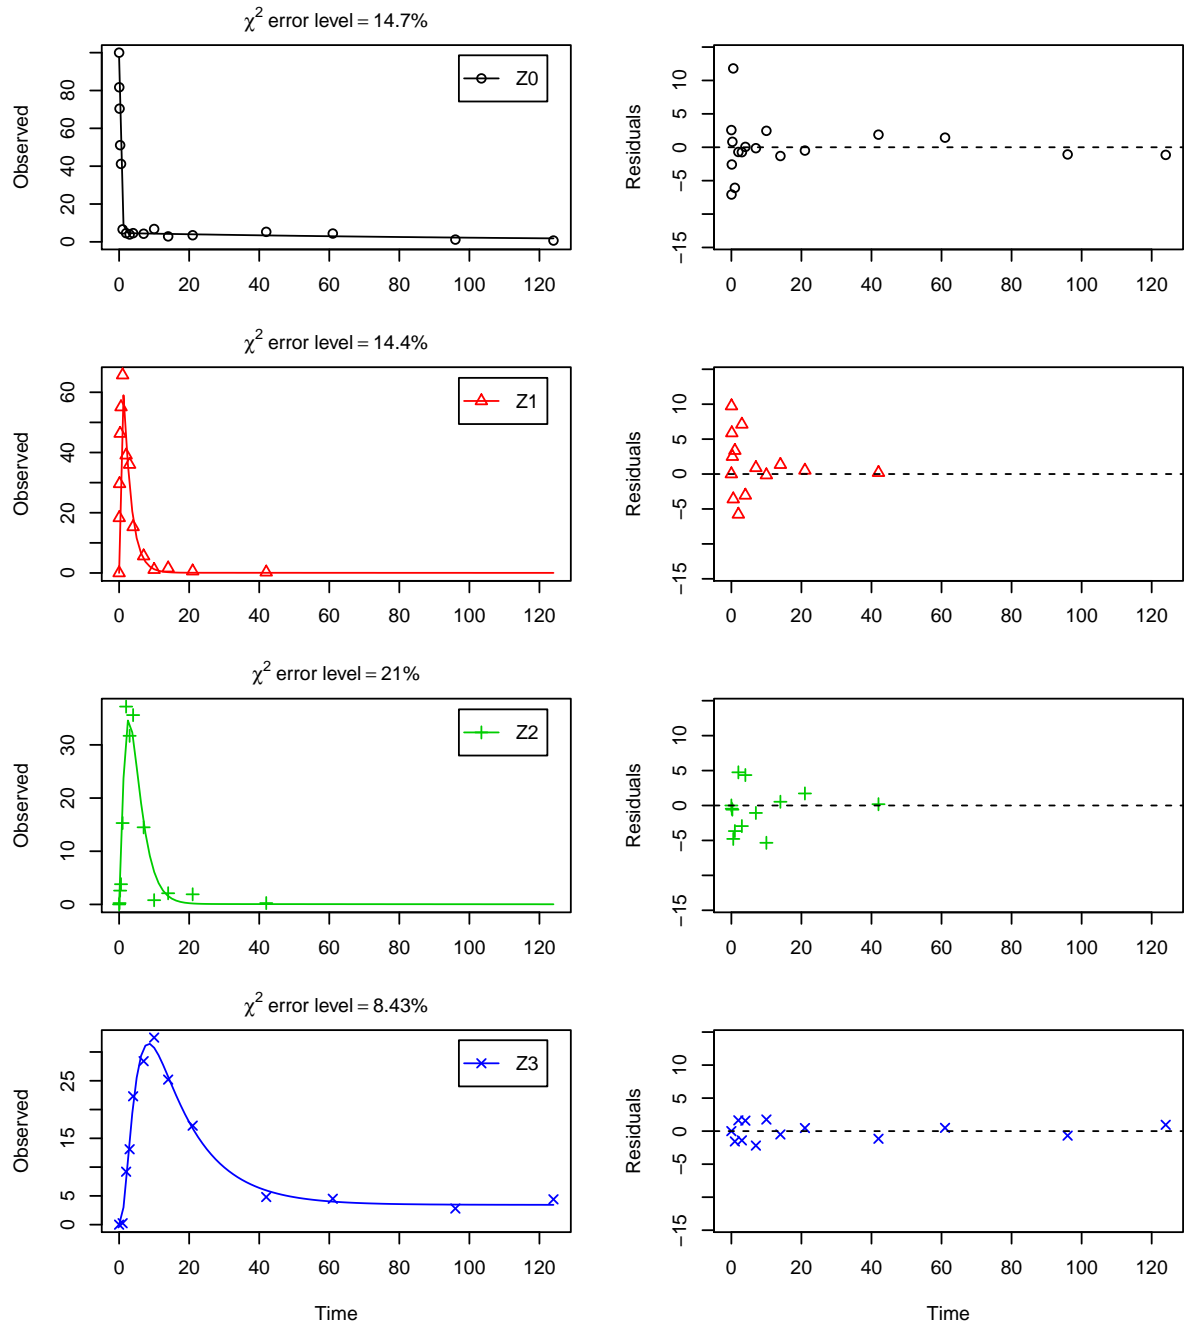 χ2 error level = 14.7%
Observed
0 20 40 60 80
Z0
0 20 40 60 80 100 120
Residuals
−15 −5 0 5 10
0 20 40 60 80 100 120
χ2 error level = 14.4%
Observed
0 20 40 60
Z1
0 20 40 60 80 100 120
Residuals
−15 −5 0 5 10
0 20 40 60 80 100 120
χ2 error level = 21%
Observed
0 10 20 30
Z2
0 20 40 60 80 100 120
Residuals
−15 −5 0 5 10
0 20 40 60 80 100 120
χ2 error level = 8.43%
Observed
0 5 15 25
Z3
0 20 40 60 80 100 120
Time
Residuals
−15 −5 0 5 10
0 20 40 60 80 100 120
Time